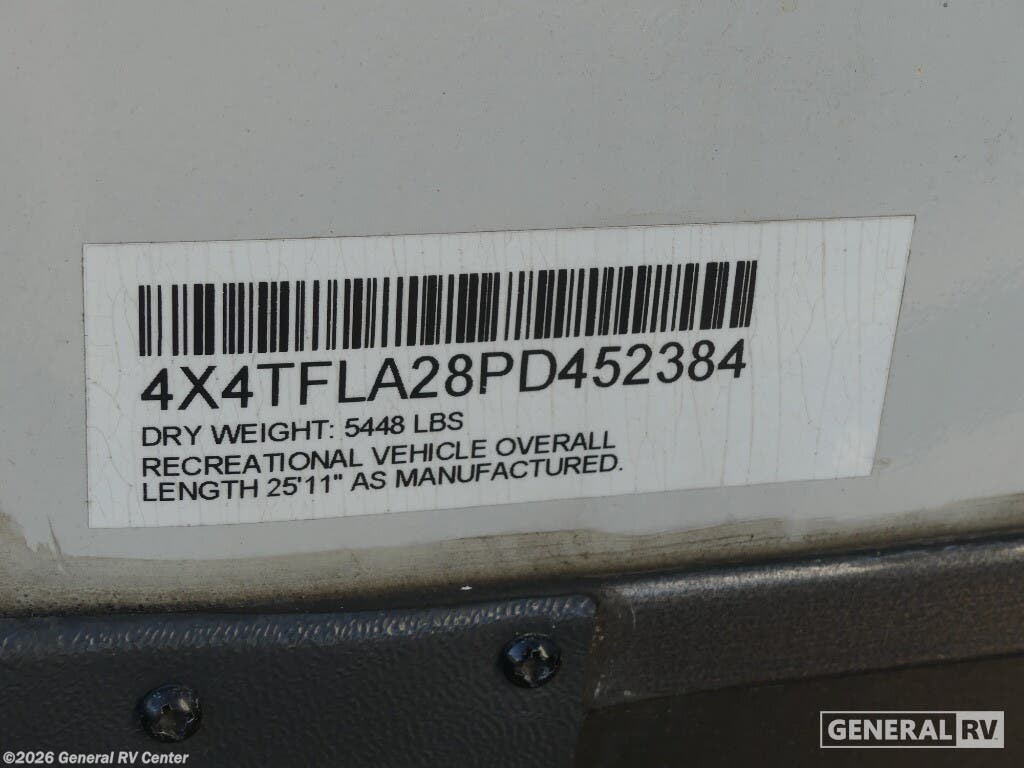 4X4TFLA28PD452384
DRY WEIGHT: 5448 LBS
RECREATIONAL VEHICLE OVERALL
LENGTH 25'11" AS MANUFACTURED.
GENERAL RV
©2026 General RV Center